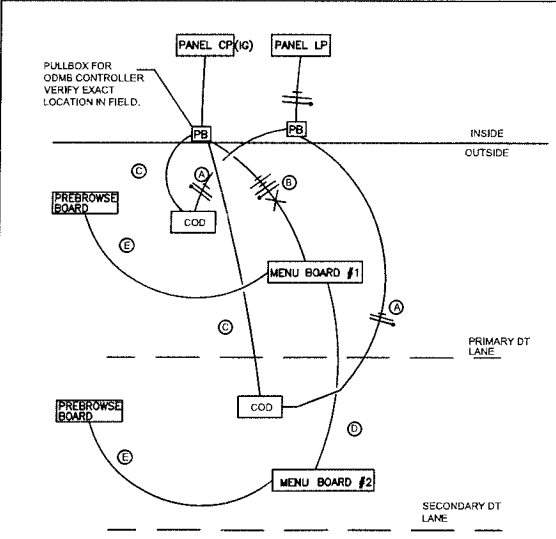 PANEL CP(IG)
PANEL LP
PULLBOX FOR
ODMB CONTROLLER
VERIFY EXACT
LOCATION IN FIELD.
PB
PB
INSIDE
OUTSIDE
C
A
B
PREBROWSE
BOARD
COD
E
MENU BOARD #1
A
C
PRIMARY DT
LANE
PREBROWSE
BOARD
COD
D
E
MENU BOARD #2
SECONDARY DT
LANE